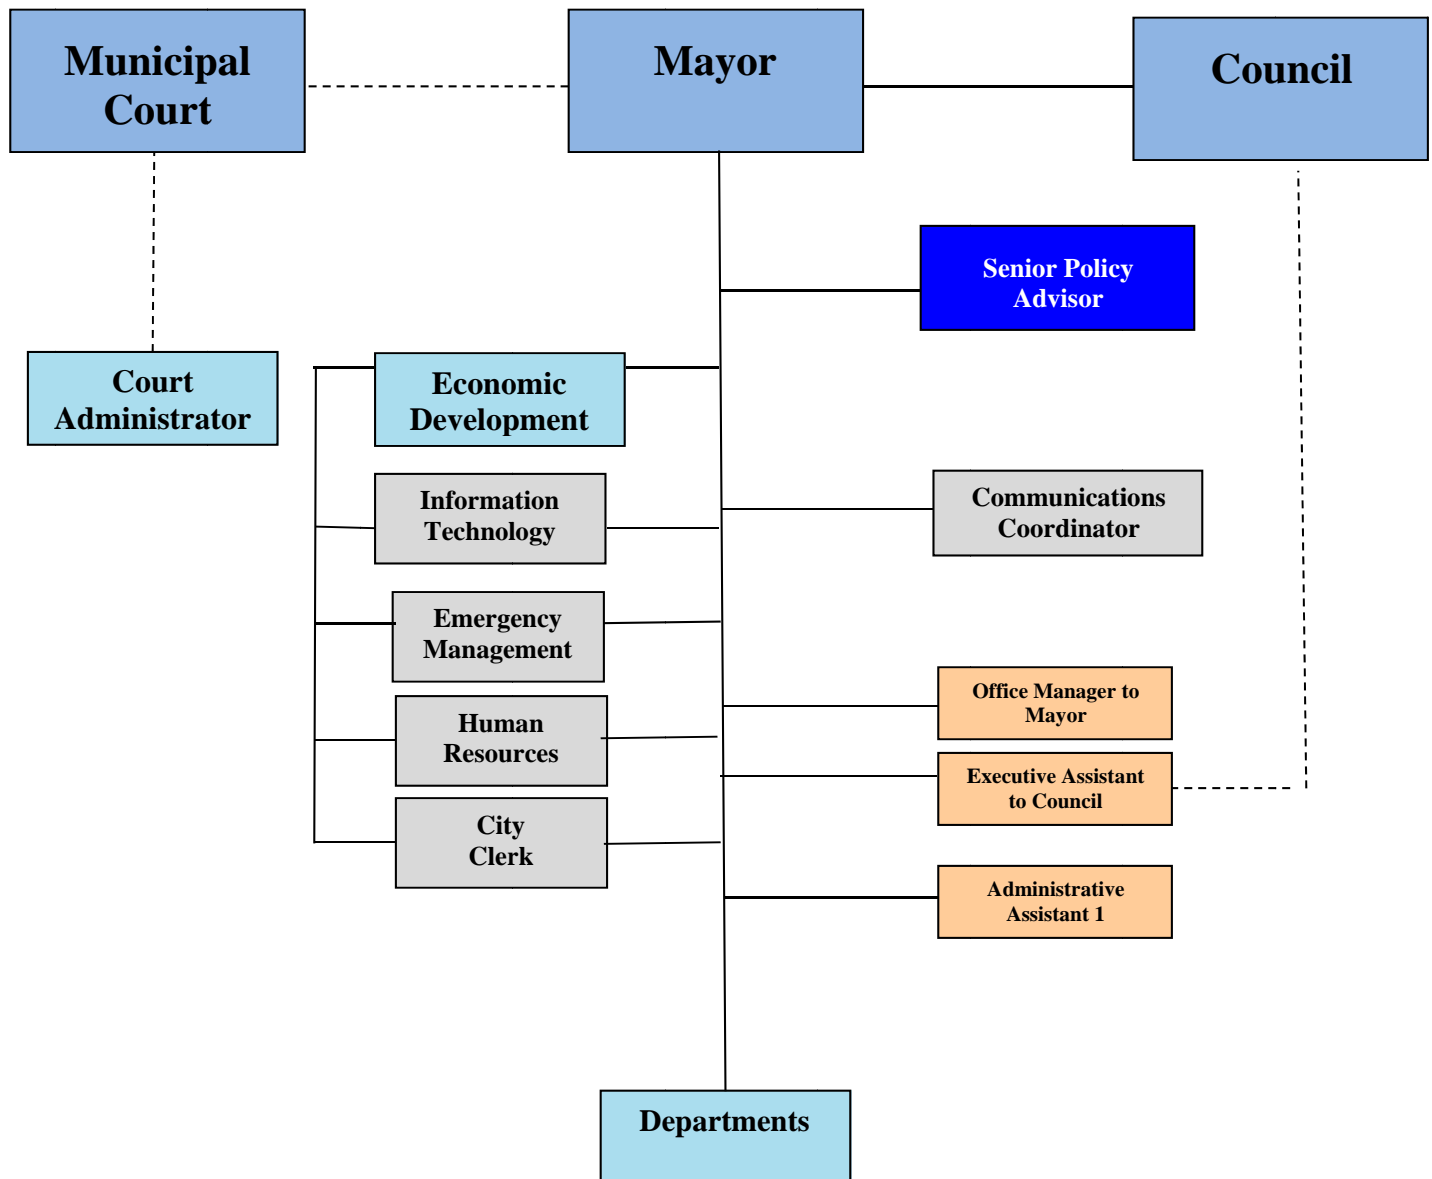 Municipal
Court
Mayor
Council
Senior Policy
Advisor
Court
Administrator
Economic
Development
Information
Technology
Communications
Coordinator
Emergency
Management
Office Manager to
Mayor
Human
Resources
Executive Assistant
to Council
City
Clerk
Administrative
Assistant 1
Departments